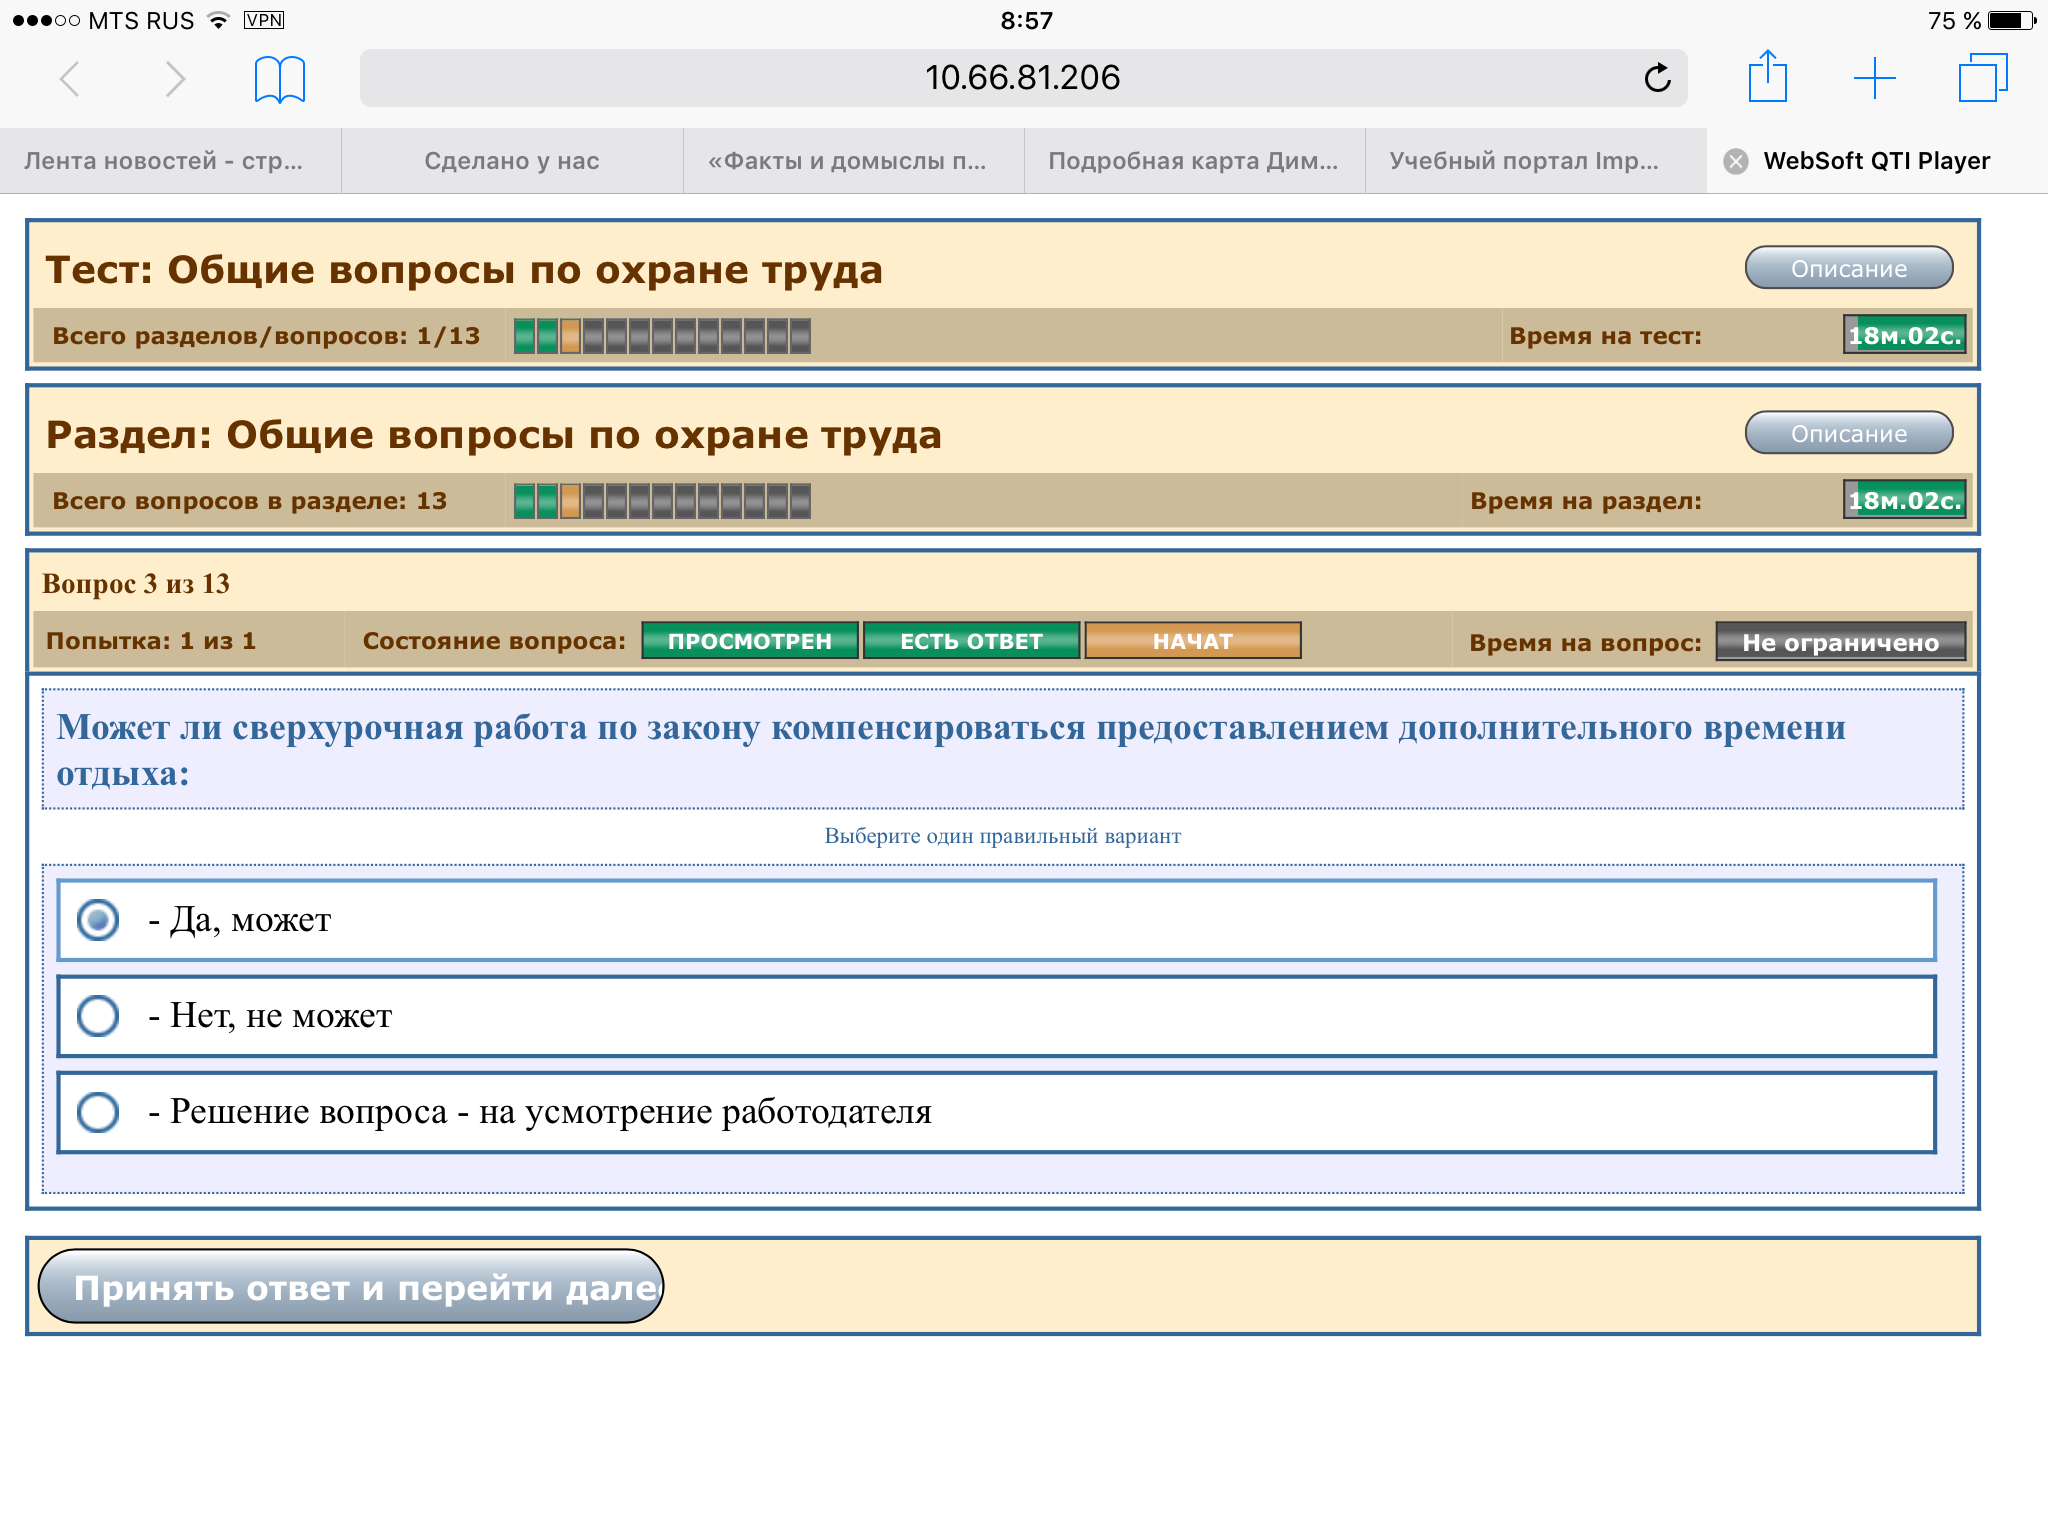 MTS RUS VPN 8:57 75 %
10.66.81.206
Лента новостей - стр... Сделано у нас «Факты и домыслы п... Подробная карта Дим... Учебный портал Imp... WebSoft QTI Player
Тест: Общие вопросы по охране труда Описание
Всего разделов/вопросов: 1/13 Время на тест: 18м.02с.
Раздел: Общие вопросы по охране труда Описание
Всего вопросов в разделе: 13 Время на раздел: 18м.02с.
Вопрос 3 из 13
Попытка: 1 из 1 Состояние вопроса: ПРОСМОТРЕН ЕСТЬ ОТВЕТ НАЧАТ Время на вопрос: Не ограничено
Может ли сверхурочная работа по закону компенсироваться предоставлением дополнительного времени
отдыха:
Выберите один правильный вариант
- Да, может
- Нет, не может
- Решение вопроса - на усмотрение работодателя
Принять ответ и перейти дале